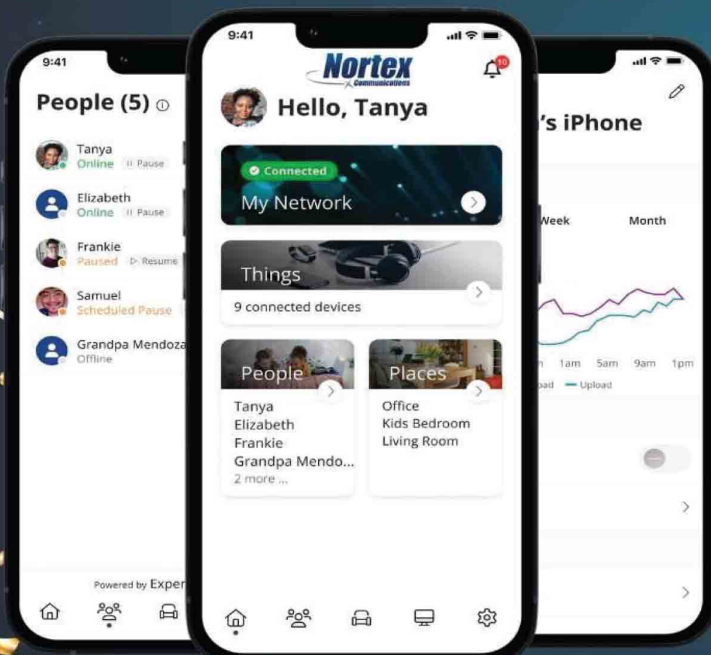 9:41
People (5)
Tanya
Online Pause
Elizabeth
Online Pause
Frankie
Paused Resume
Samuel
Scheduled Pause
Grandpa Mendoza
Offline
Powered by
9:41
Nortex
Communications
10
Hello, Tanya
Connected
My Network
Things
9 connected devices
People
Tanya
Elizabeth
Frankie
Grandpa Mendo...
2 more ...
Places
Office
Kids Bedroom
Living Room
's iPhone
Week Month
1am 5am 9am 1pm
Upload